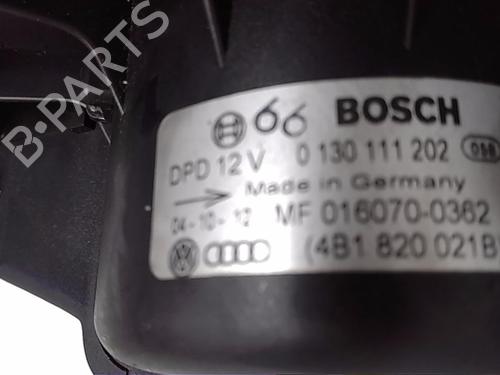 B-PARTS
66 BOSCH
DPD 12 V 0 130 111 202
Made in Germany
04-10-12 MF 016070-0362
(4B1 820 021B